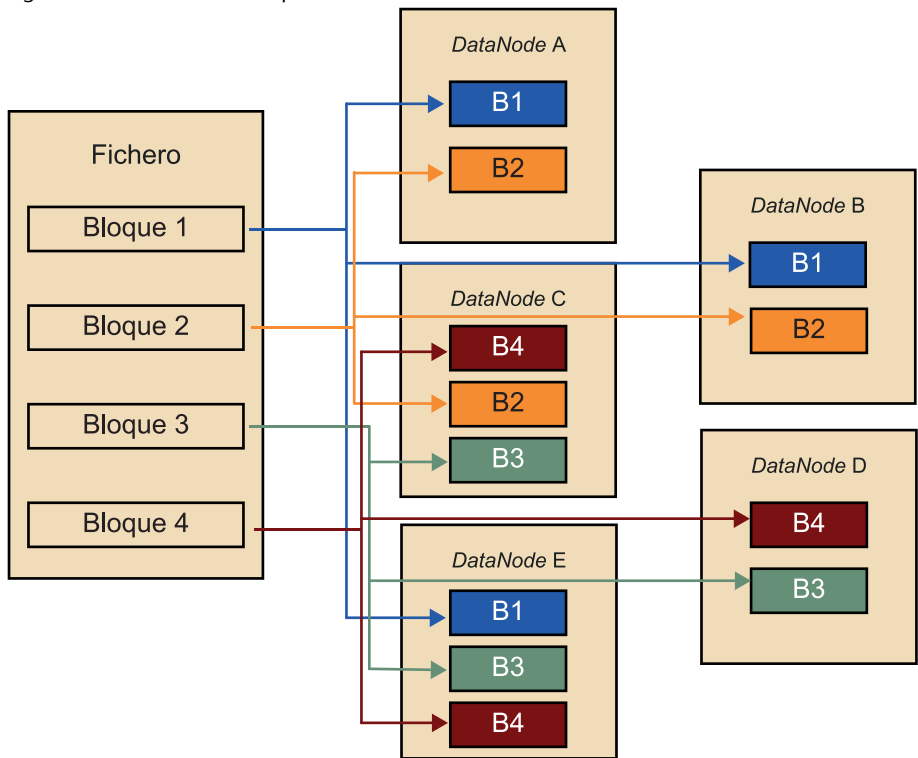 Fichero
Bloque 1
Bloque 2
Bloque 3
Bloque 4
DataNode A
B1
B2
DataNode B
B1
B2
DataNode C
B4
B2
B3
DataNode D
B4
B3
DataNode E
B1
B3
B4